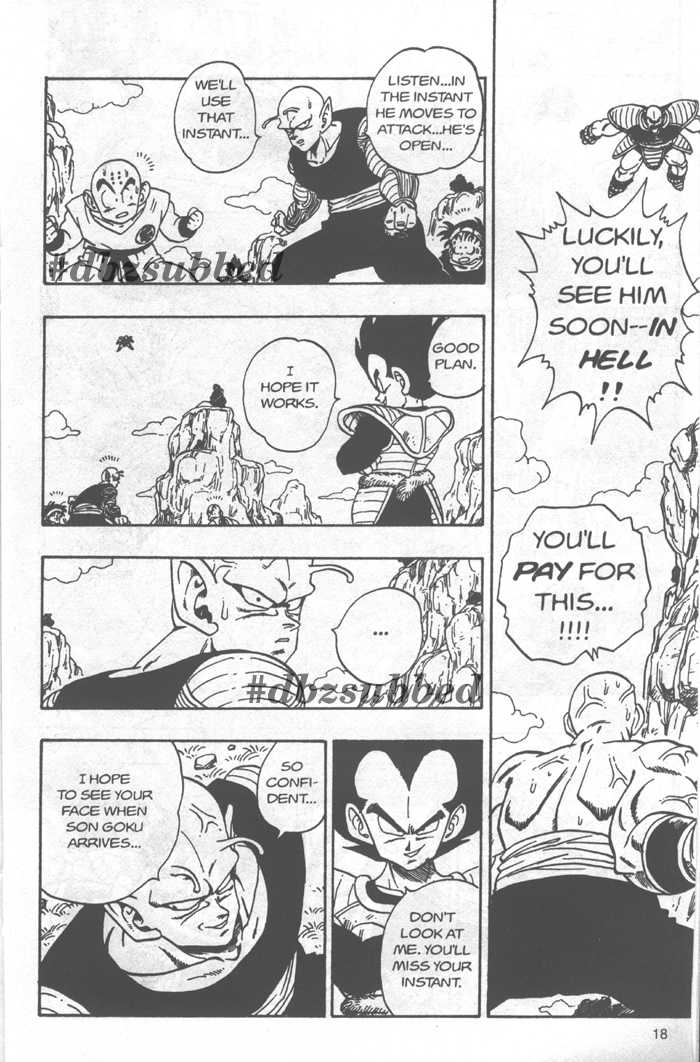 LUCKILY,
YOU'LL
SEE HIM
SOON--IN
HELL
!!
YOU'LL
PAY FOR
THIS...
!!!!
LISTEN...IN
THE INSTANT
HE MOVES TO
ATTACK...HE'S
OPEN...
WE'LL
USE
THAT
INSTANT...
#dbzsubbed
GOOD
PLAN.
I
HOPE IT
WORKS.
...
#dbzsubbed
DON'T
LOOK AT
ME. YOU'LL
MISS YOUR
INSTANT.
SO
CONFI-
DENT...
I HOPE
TO SEE YOUR
FACE WHEN
SON GOKU
ARRIVES...
18